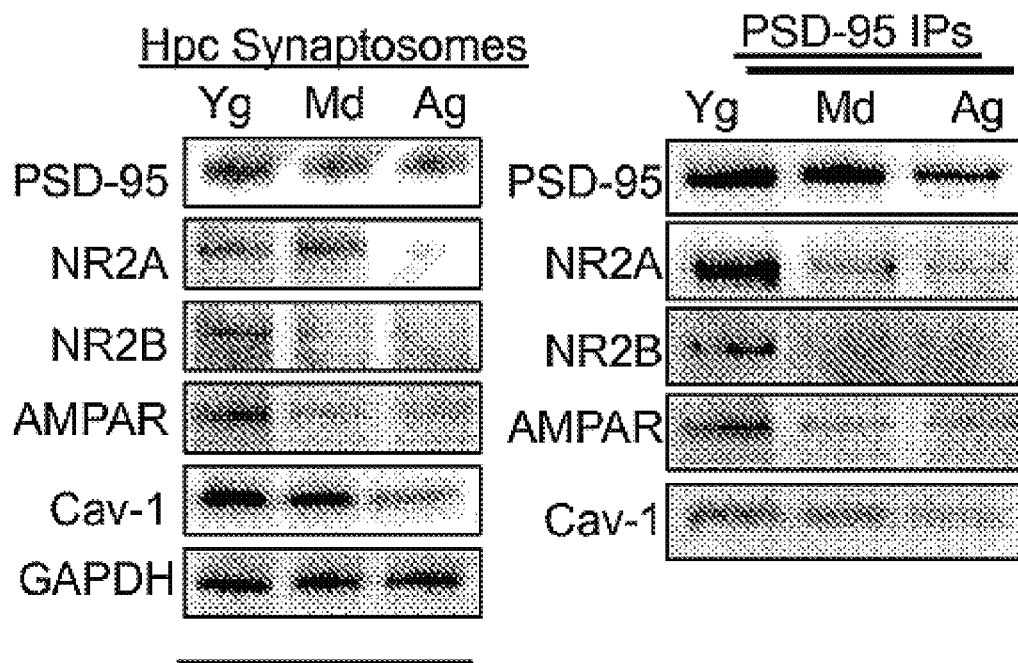 Hpc Synaptosomes
Yg Md Ag
PSD-95
NR2A
NR2B
AMPAR
Cav-1
GAPDH
PSD-95 IPs
Yg Md Ag
PSD-95
NR2A
NR2B
AMPAR
Cav-1